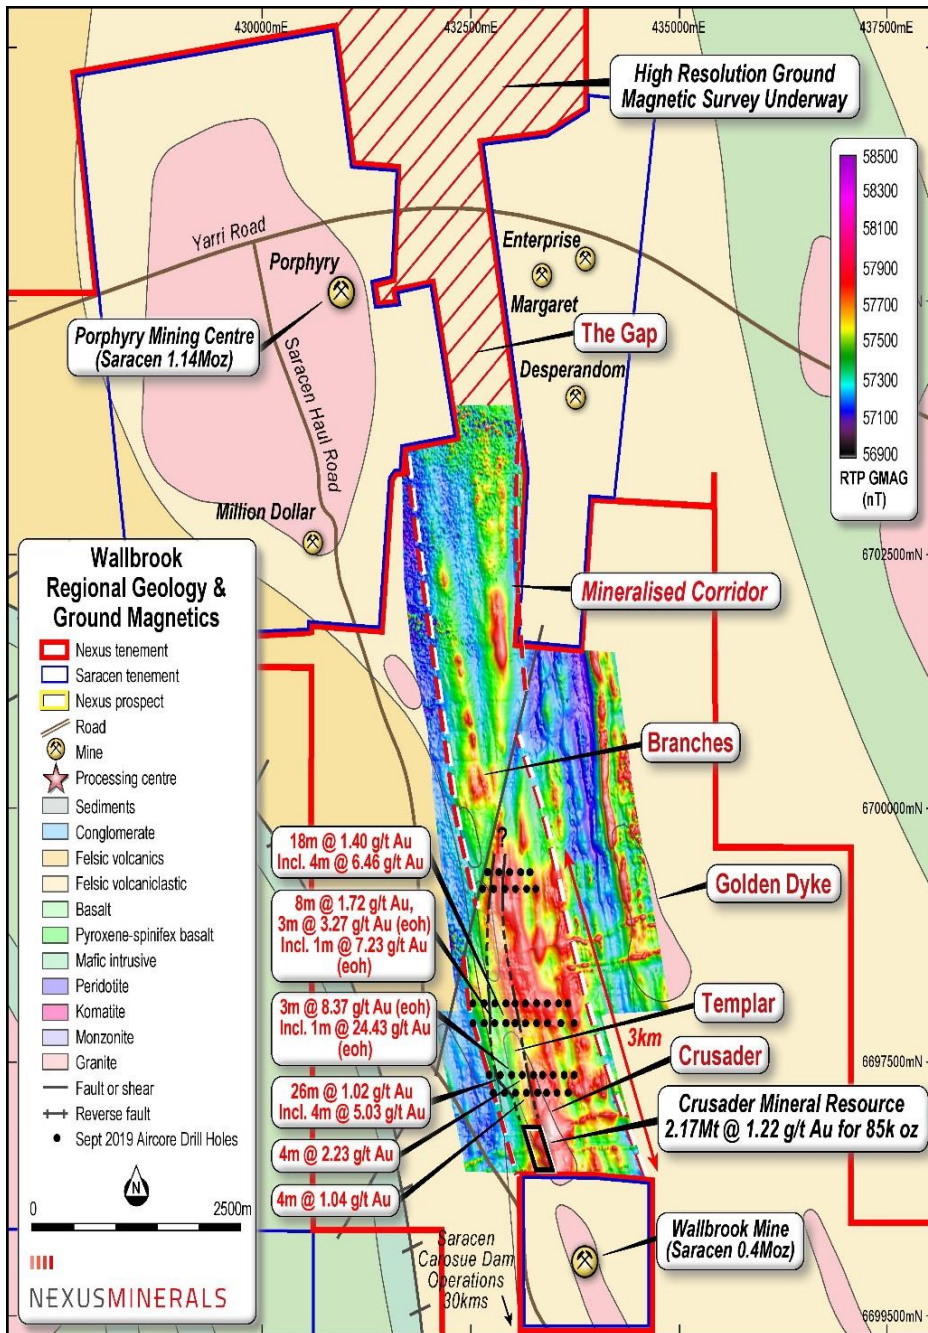 430000mE
432500mE
435000mE
437500mE
High Resolution Ground
Magnetic Survey Underway
58500
58300
58100
57900
57700
57500
57300
57100
56900
RTP GMAG
(nT)
Yarri Road
Enterprise
Porphyry
Margaret
Porphyry Mining Centre
(Saracen 1.14Moz)
The Gap
Desperandom
Saracen Haul Road
Million Dollar
6702500mN
Mineralised Corridor
Wallbrook
Regional Geology &
Ground Magnetics
Nexus tenement
Saracen tenement
Nexus prospect
Road
Mine
Processing centre
Sediments
Conglomerate
Felsic volcanics
Felsic volcaniclastic
Basalt
Pyroxene-spinifex basalt
Mafic intrusive
Peridotite
Komatite
Monzonite
Granite
Fault or shear
Reverse fault
Sept 2019 Aircore Drill Holes
N
0 2500m
NEXUSMINERALS
Branches
6700000mN
?
18m @ 1.40 g/t Au
Incl. 4m @ 6.46 g/t Au
Golden Dyke
8m @ 1.72 g/t Au,
3m @ 3.27 g/t Au (eoh)
Incl. 1m @ 7.23 g/t Au
(eoh)
3m @ 8.37 g/t Au (eoh)
Incl. 1m @ 24.43 g/t Au
(eoh)
Templar
3km
Crusader
6697500mN
26m @ 1.02 g/t Au
Incl. 4m @ 5.03 g/t Au
Crusader Mineral Resource
2.17Mt @ 1.22 g/t Au for 85k oz
4m @ 2.23 g/t Au
4m @ 1.04 g/t Au
Saracen
Carosue Dam
Operations
30kms
Wallbrook Mine
(Saracen 0.4Moz)
6699500mN